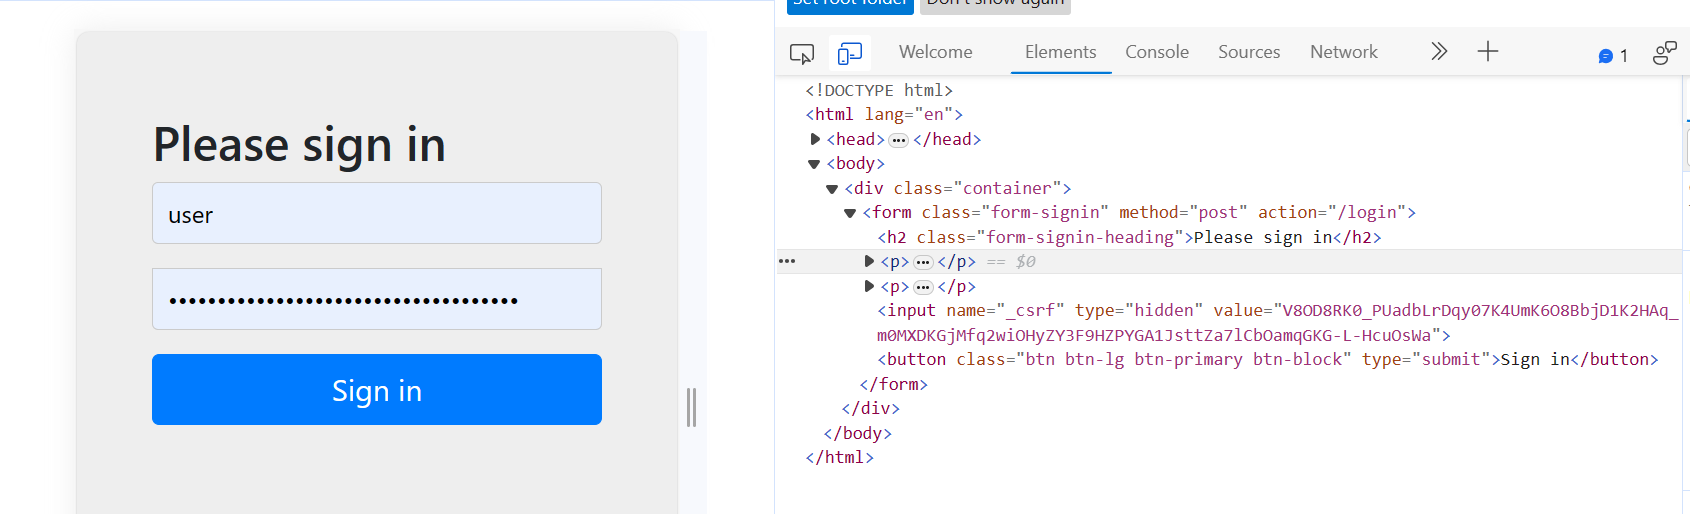 Set root folder Don't show again
Welcome Elements Console Sources Network 1
Please sign in
user
••••••••••••••••••••••••••••••••••••
Sign in
<!DOCTYPE html>
<html lang="en">
<head>…</head>
<body>
<div class="container">
<form class="form-signin" method="post" action="/login">
<h2 class="form-signin-heading">Please sign in</h2>
<p>…</p> == $0
<p>…</p>
<input name="_csrf" type="hidden" value="V8OD8RK0_PUadbLrDqy07K4UmK6O8BbjD1K2HAq_
m0MXDKGjMfq2wiOHyZY3F9HZPYGA1JsttZa7lCbOamqGKG-L-HcuOsWa">
<button class="btn btn-lg btn-primary btn-block" type="submit">Sign in</button>
</form>
</div>
</body>
</html>